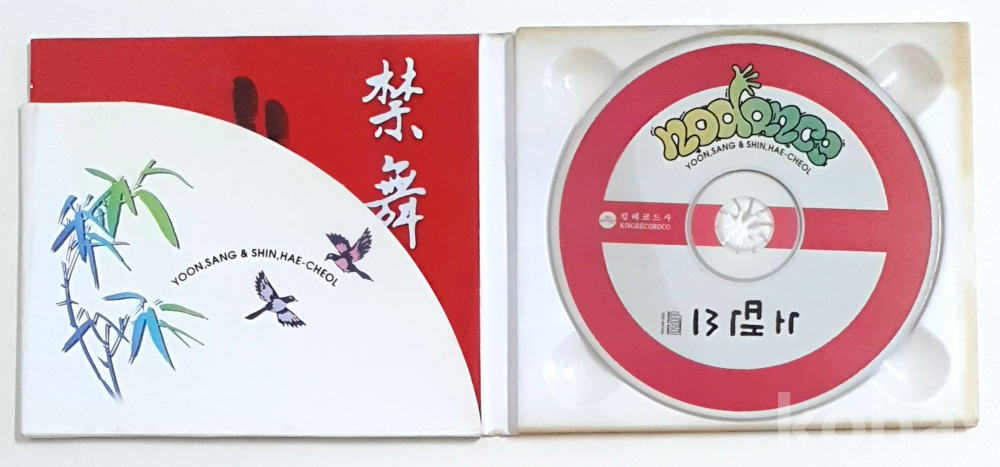 禁舞
YOON,SANG & SHIN,HAE-CHEOL
nodance
YOON,SANG & SHIN,HAE-CHEOL
킹레코드사
KINGRECORDCO
kobay